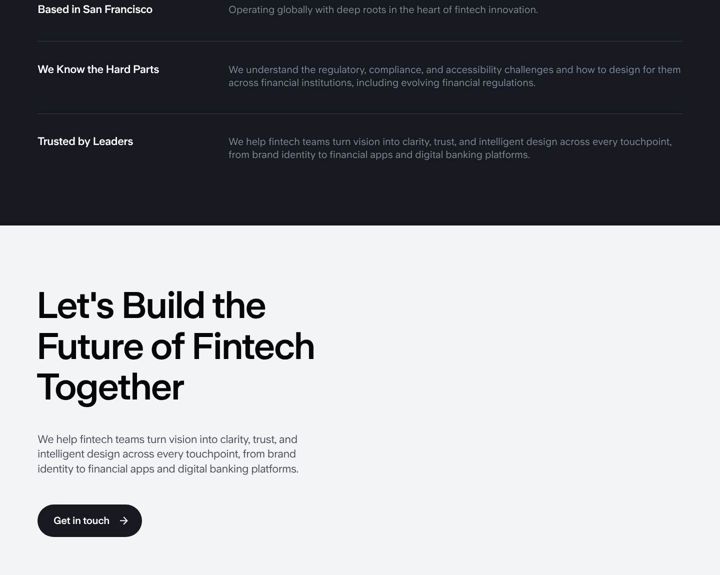 Based in San Francisco
Operating globally with deep roots in the heart of fintech innovation.
We Know the Hard Parts
We understand the regulatory, compliance, and accessibility challenges and how to design for them
across financial institutions, including evolving financial regulations.
Trusted by Leaders
We help fintech teams turn vision into clarity, trust, and intelligent design across every touchpoint,
from brand identity to financial apps and digital banking platforms.
Let's Build the
Future of Fintech
Together
We help fintech teams turn vision into clarity, trust, and
intelligent design across every touchpoint, from brand
identity to financial apps and digital banking platforms.
Get in touch →